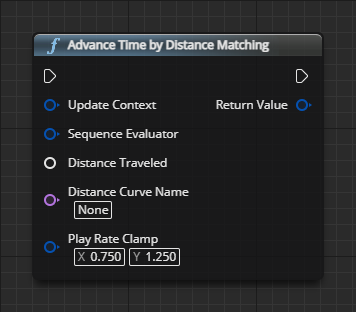 f Advance Time by Distance Matching
Update Context
Return Value
Sequence Evaluator
Distance Traveled
Distance Curve Name
None
Play Rate Clamp
X 0.750 Y 1.250